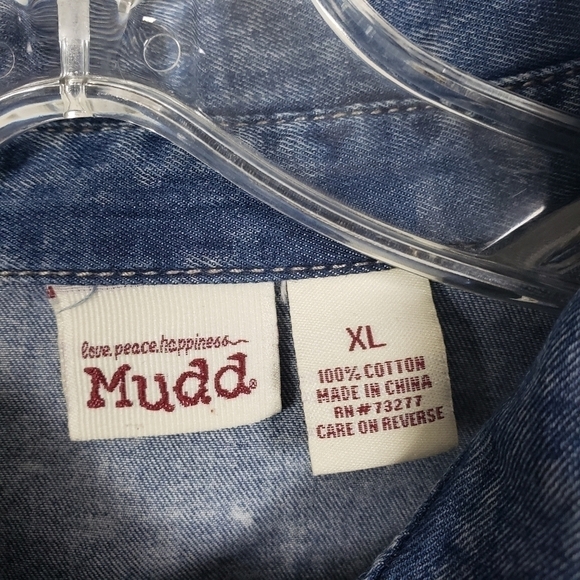 love.peace.happiness
Mudd®
XL
100% COTTON
MADE IN CHINA
RN#73277
CARE ON REVERSE